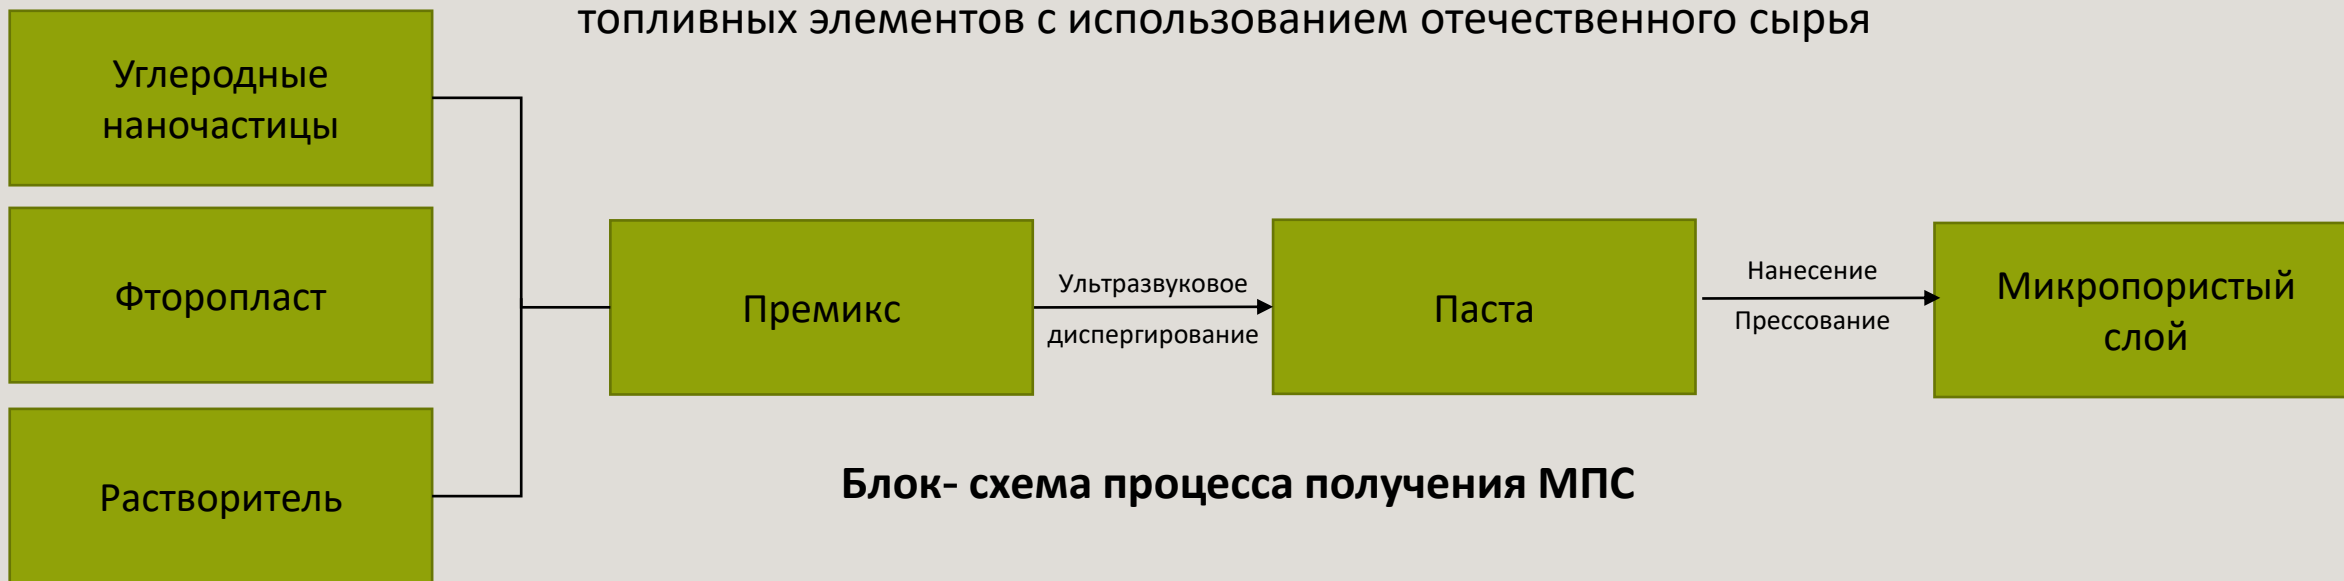 топливных элементов с использованием отечественного сырья
Углеродные
наночастицы
Фторопласт
Растворитель
Премикс
Ультразвуковое
диспергирование
Паста
Нанесение
Прессование
Микропористый
слой
Блок- схема процесса получения МПС